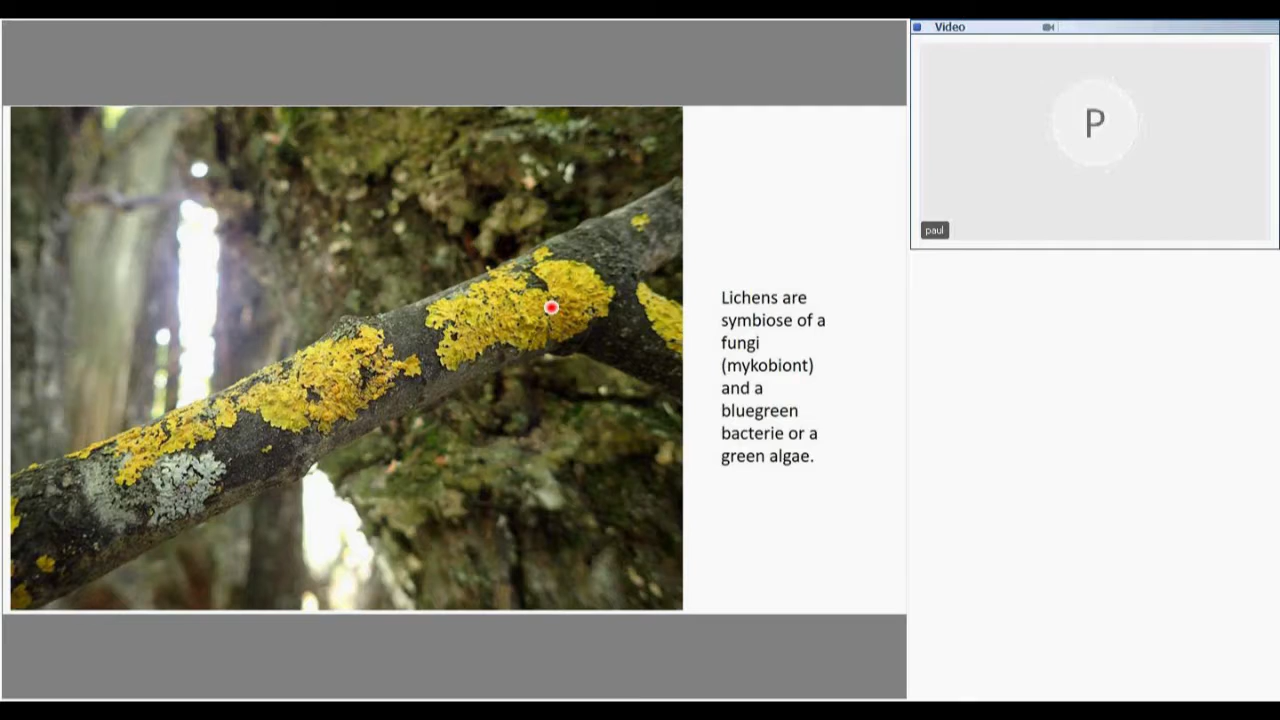 Video
P
paul
Lichens are
symbiose of a
fungi
(mykobiont)
and a
bluegreen
bacterie or a
green algae.